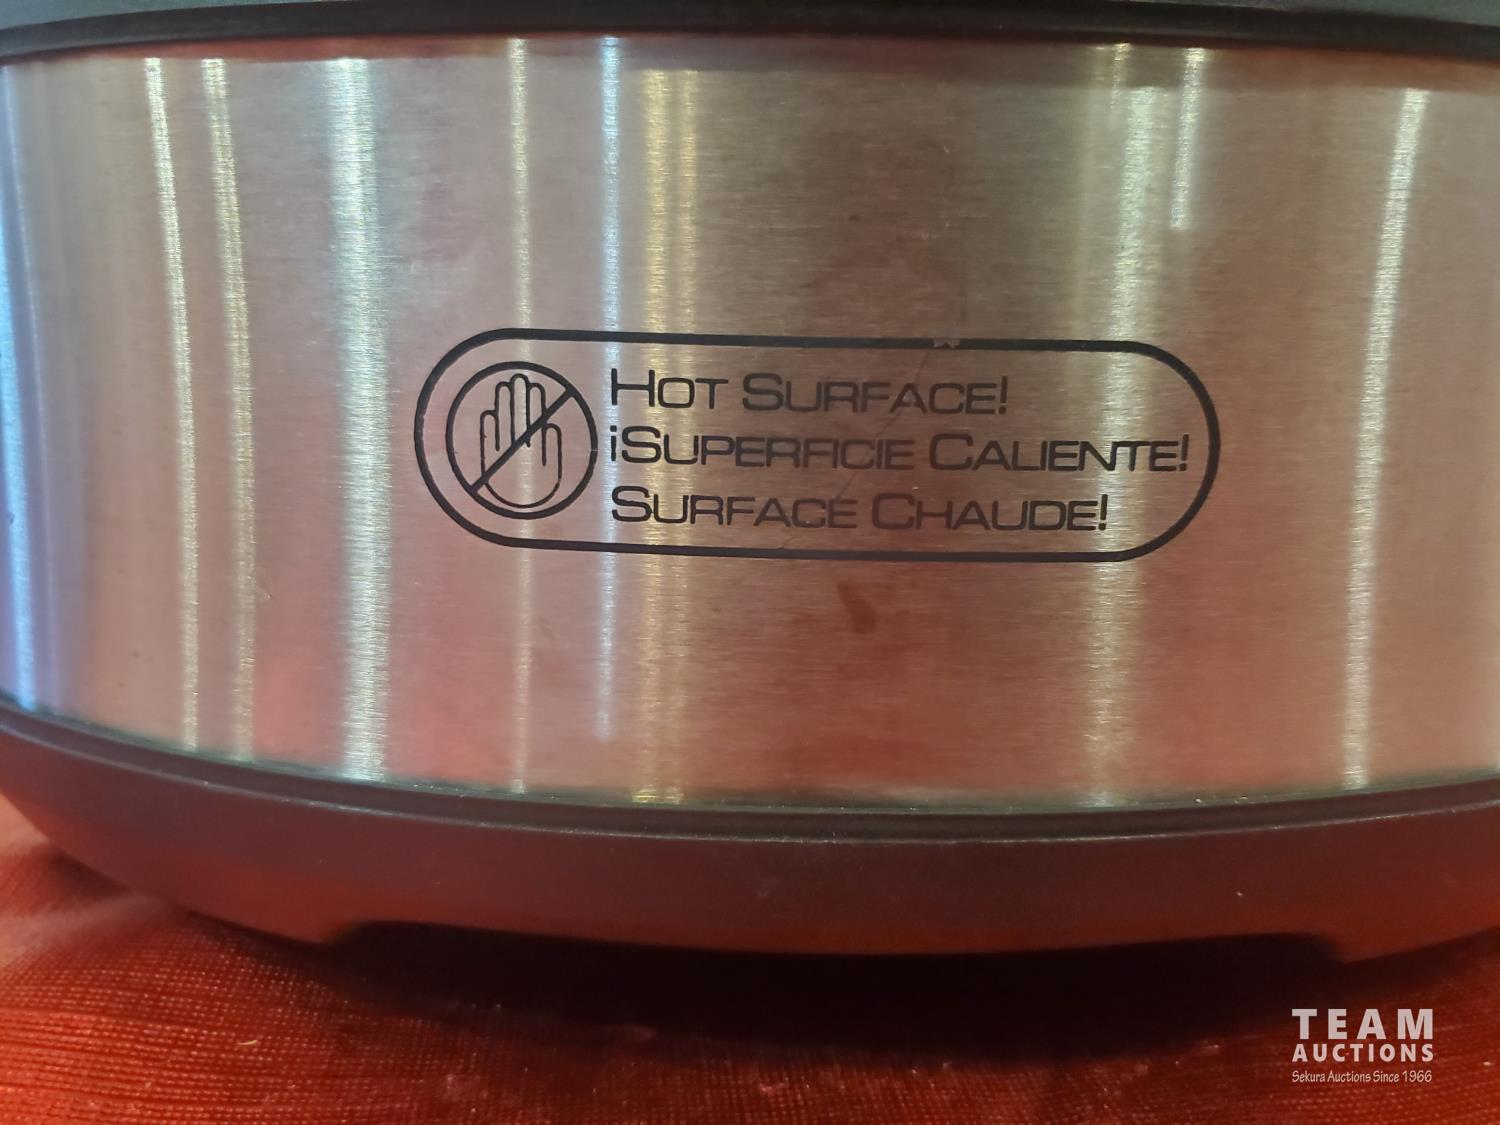 Hot Surface!
¡Superficie Caliente!
Surface Chaude!
TEAM
AUCTIONS
Sekura Auctions Since 1966